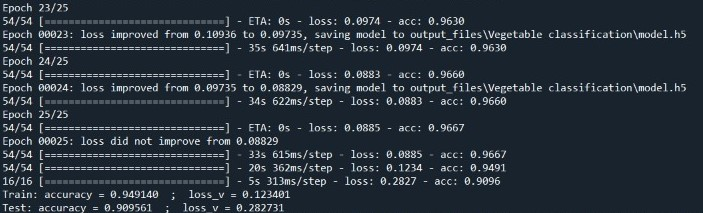 Epoch 23/25
54/54 [==============================] - ETA: 0s - loss: 0.0974 - acc: 0.9630
Epoch 00023: loss improved from 0.10936 to 0.09735, saving model to output_files\Vegetable classification\model.h5
54/54 [==============================] - 35s 641ms/step - loss: 0.0974 - acc: 0.9630
Epoch 24/25
54/54 [==============================] - ETA: 0s - loss: 0.0883 - acc: 0.9660
Epoch 00024: loss improved from 0.09735 to 0.08829, saving model to output_files\Vegetable classification\model.h5
54/54 [==============================] - 34s 622ms/step - loss: 0.0883 - acc: 0.9660
Epoch 25/25
54/54 [==============================] - ETA: 0s - loss: 0.0885 - acc: 0.9667
Epoch 00025: loss did not improve from 0.08829
54/54 [==============================] - 33s 615ms/step - loss: 0.0885 - acc: 0.9667
54/54 [==============================] - 20s 362ms/step - loss: 0.1234 - acc: 0.9491
16/16 [==============================] - 5s 313ms/step - loss: 0.2827 - acc: 0.9096
Train: accuracy = 0.949140  ;  loss_v = 0.123401
Test: accuracy = 0.909561  ;  loss_v = 0.282731